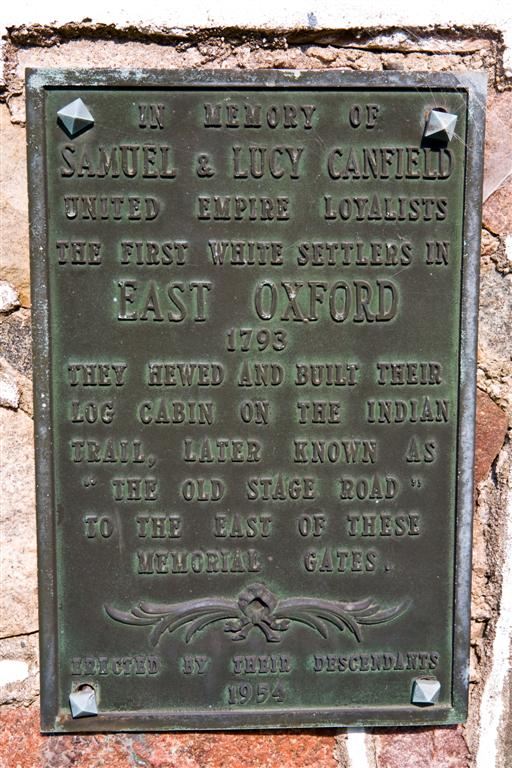 IN MEMORY OF
SAMUEL & LUCY CANFIELD
UNITED EMPIRE LOYALISTS
THE FIRST WHITE SETTLERS IN
EAST OXFORD
1793
THEY HEWED AND BUILT THEIR
LOG CABIN ON THE INDIAN
TRAIL, LATER KNOWN AS
"THE OLD STAGE ROAD"
TO THE EAST OF THESE
MEMORIAL GATES.
ERECTED BY THEIR DESCENDANTS
1954